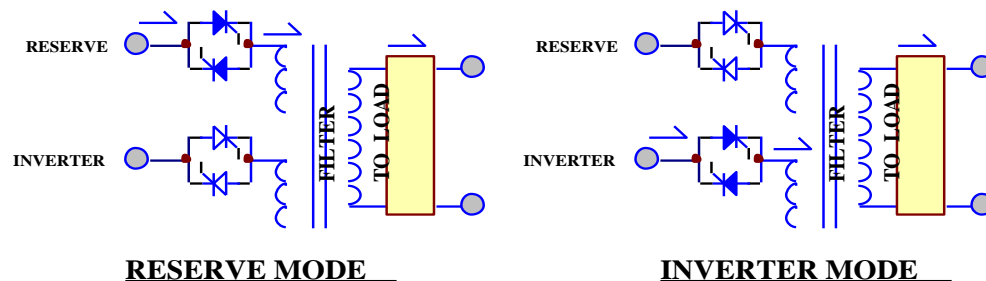 RESERVE
INVERTER
FILTER
TO LOAD
RESERVE MODE
RESERVE
INVERTER
FILTER
TO LOAD
INVERTER MODE